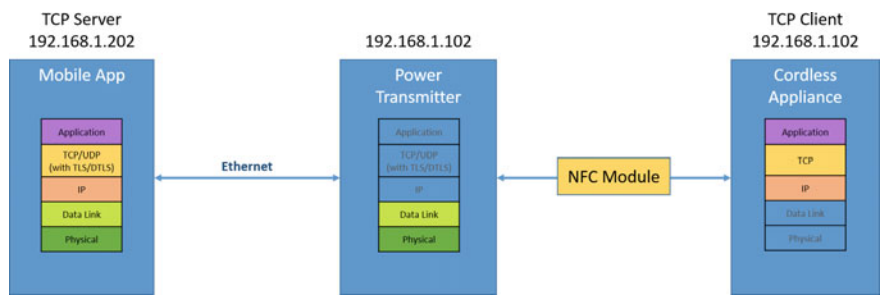 TCP Server
192.168.1.202
Mobile App
Application
TCP/UDP
(with TLS/DTLS)
IP
Data Link
Physical
Ethernet
192.168.1.102
Power
Transmitter
Application
TCP/UDP
(with TLS/DTLS)
IP
Data Link
Physical
NFC Module
TCP Client
192.168.1.102
Cordless
Appliance
Application
TCP
IP
Data Link
Physical